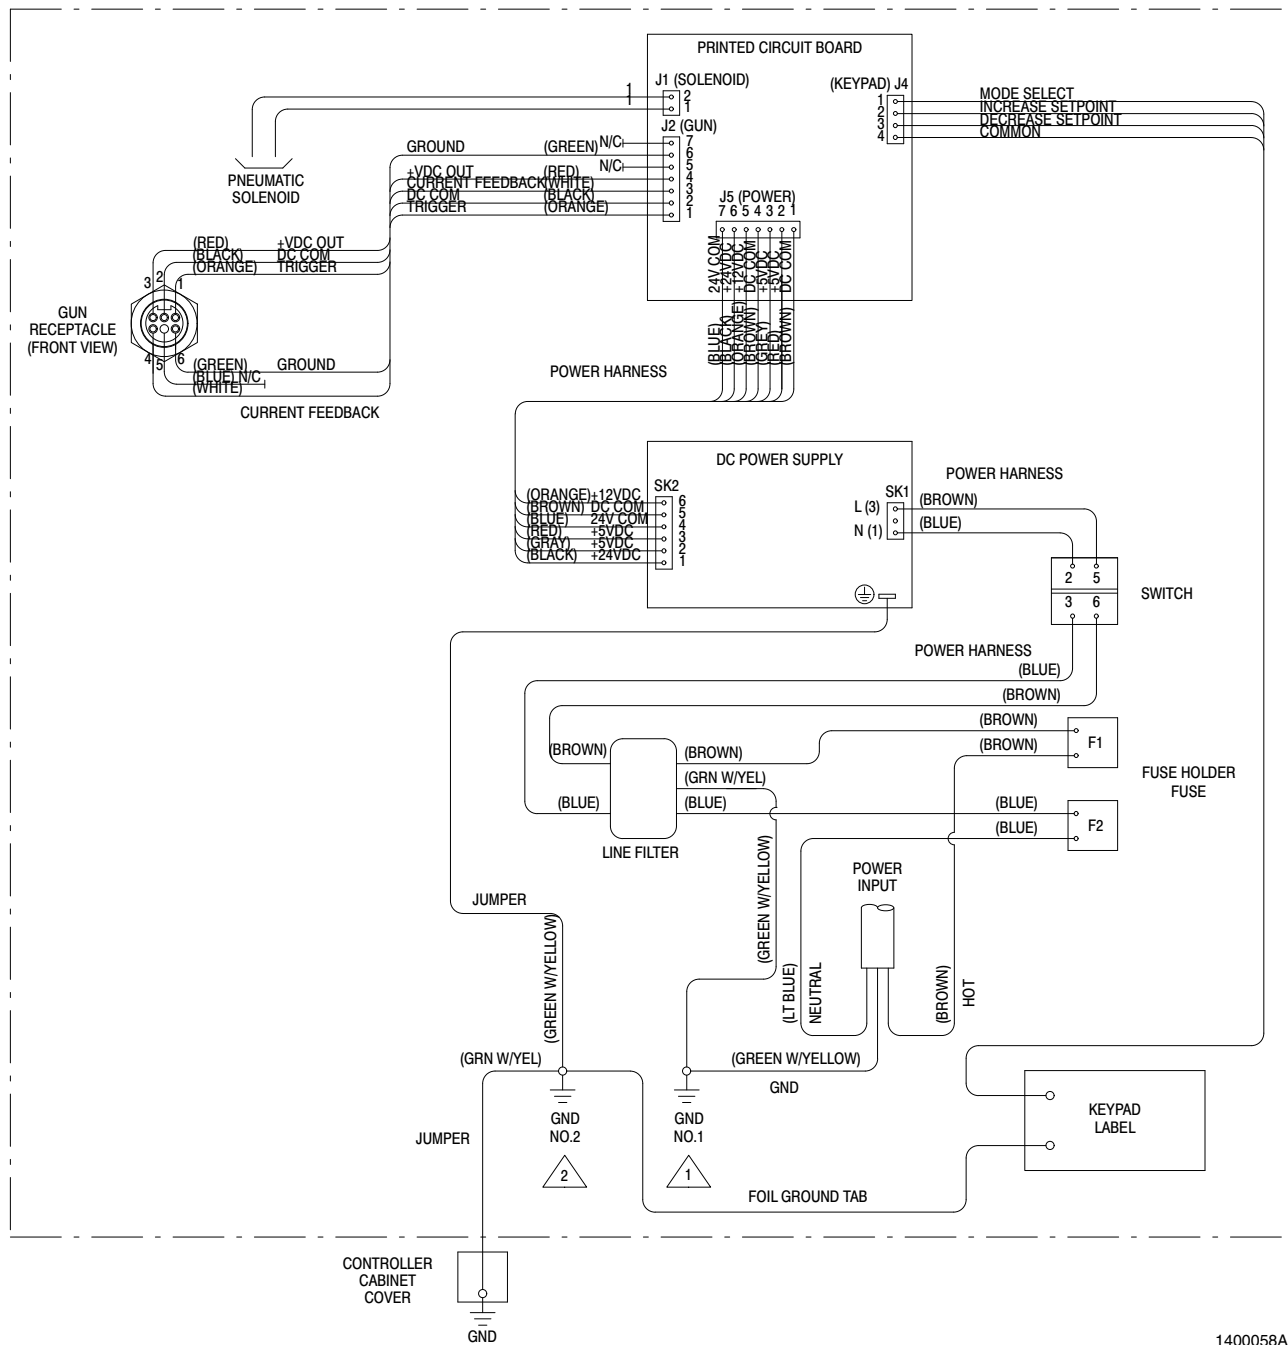 PRINTED CIRCUIT BOARD
J1 (SOLENOID)
1
1
2
1
(KEYPAD) J4
1
2
3
4
MODE SELECT
INCREASE SETPOINT
DECREASE SETPOINT
COMMON
J2 (GUN)
N/C
7
GROUND
(GREEN)
6
N/C
5
+VDC OUT
(RED)
4
CURRENT FEEDBACK
(WHITE)
3
DC COM
(BLACK)
2
TRIGGER
(ORANGE)
1
PNEUMATIC
SOLENOID
J5 (POWER)
7 6 5 4 3 2 1
24V COM
+24VDC
+12VDC
DC COM
+5VDC
+5VDC
DC COM
(BLUE)
(BLACK)
(ORANGE)
(BROWN)
(GREY)
(RED)
(BROWN)
(RED)
+VDC OUT
(BLACK)
DC COM
(ORANGE)
TRIGGER
3 2 1
GUN
RECEPTACLE
(FRONT VIEW)
4 5 6
(GREEN)
GROUND
(BLUE) N/C
(WHITE)
CURRENT FEEDBACK
POWER HARNESS
DC POWER SUPPLY
SK2
(ORANGE) +12VDC 6
(BROWN) DC COM 5
(BLUE) 24V COM 4
(RED) +5VDC 3
(GRAY) +5VDC 2
(BLACK) +24VDC 1
SK1
L (3)
N (1)
POWER HARNESS
(BROWN)
(BLUE)
2 5
3 6
SWITCH
POWER HARNESS
(BLUE)
(BROWN)
(BROWN)
(BROWN)
F1
FUSE HOLDER
FUSE
(BROWN)
(BROWN)
(GRN W/YEL)
(BLUE)
(BLUE)
LINE FILTER
(BLUE)
(BLUE)
F2
POWER
INPUT
JUMPER
(GREEN W/YELLOW)
(GREEN W/YELLOW)
(LT BLUE)
NEUTRAL
(BROWN)
HOT
(GRN W/YEL)
(GREEN W/YELLOW)
GND
GND
NO.2
2
GND
NO.1
1
JUMPER
KEYPAD
LABEL
FOIL GROUND TAB
CONTROLLER
CABINET
COVER
GND
1400058A